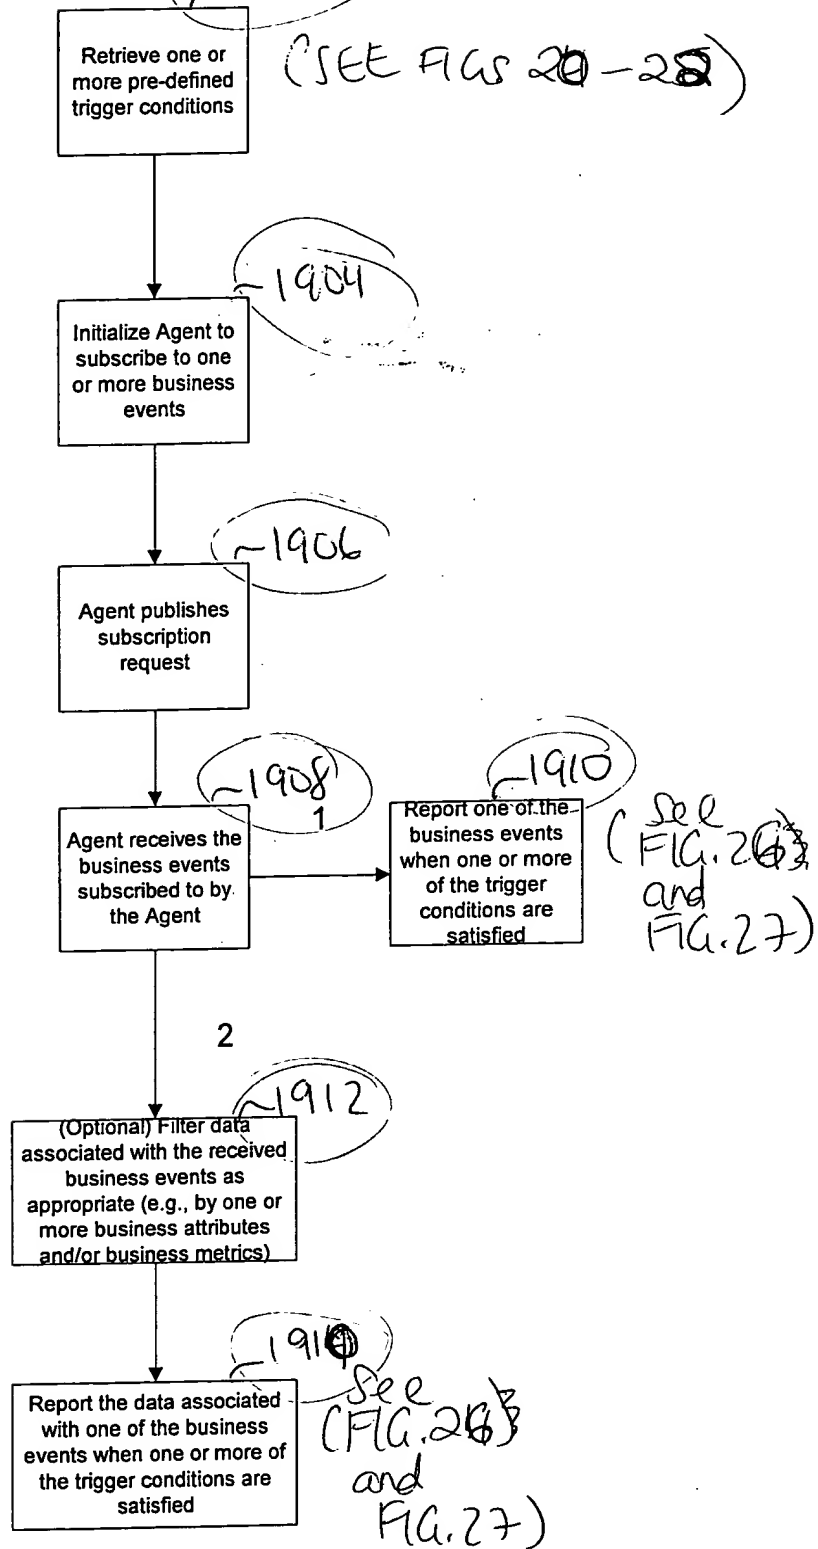 Retrieve one or
more pre-defined
trigger conditions
(SEE FIGS
~1904
Initialize Agent to
subscribe to one
or more business
events
~1906
Agent publishes
subscription
request
~1908
1
Agent receives the
business events
subscribed to by
the Agent
~1910
Report one of the
business events
when one or more
of the trigger
conditions are
satisfied
(See
FIG.
and
FIG.27)
2
~1912
(Optional) Filter data
associated with the received
business events as
appropriate (e.g., by one or
more business attributes
and/or business metrics)
Report the data associated
with one of the business
events when one or more of
the trigger conditions are
satisfied
See
(FIG.
and
FIG.27)